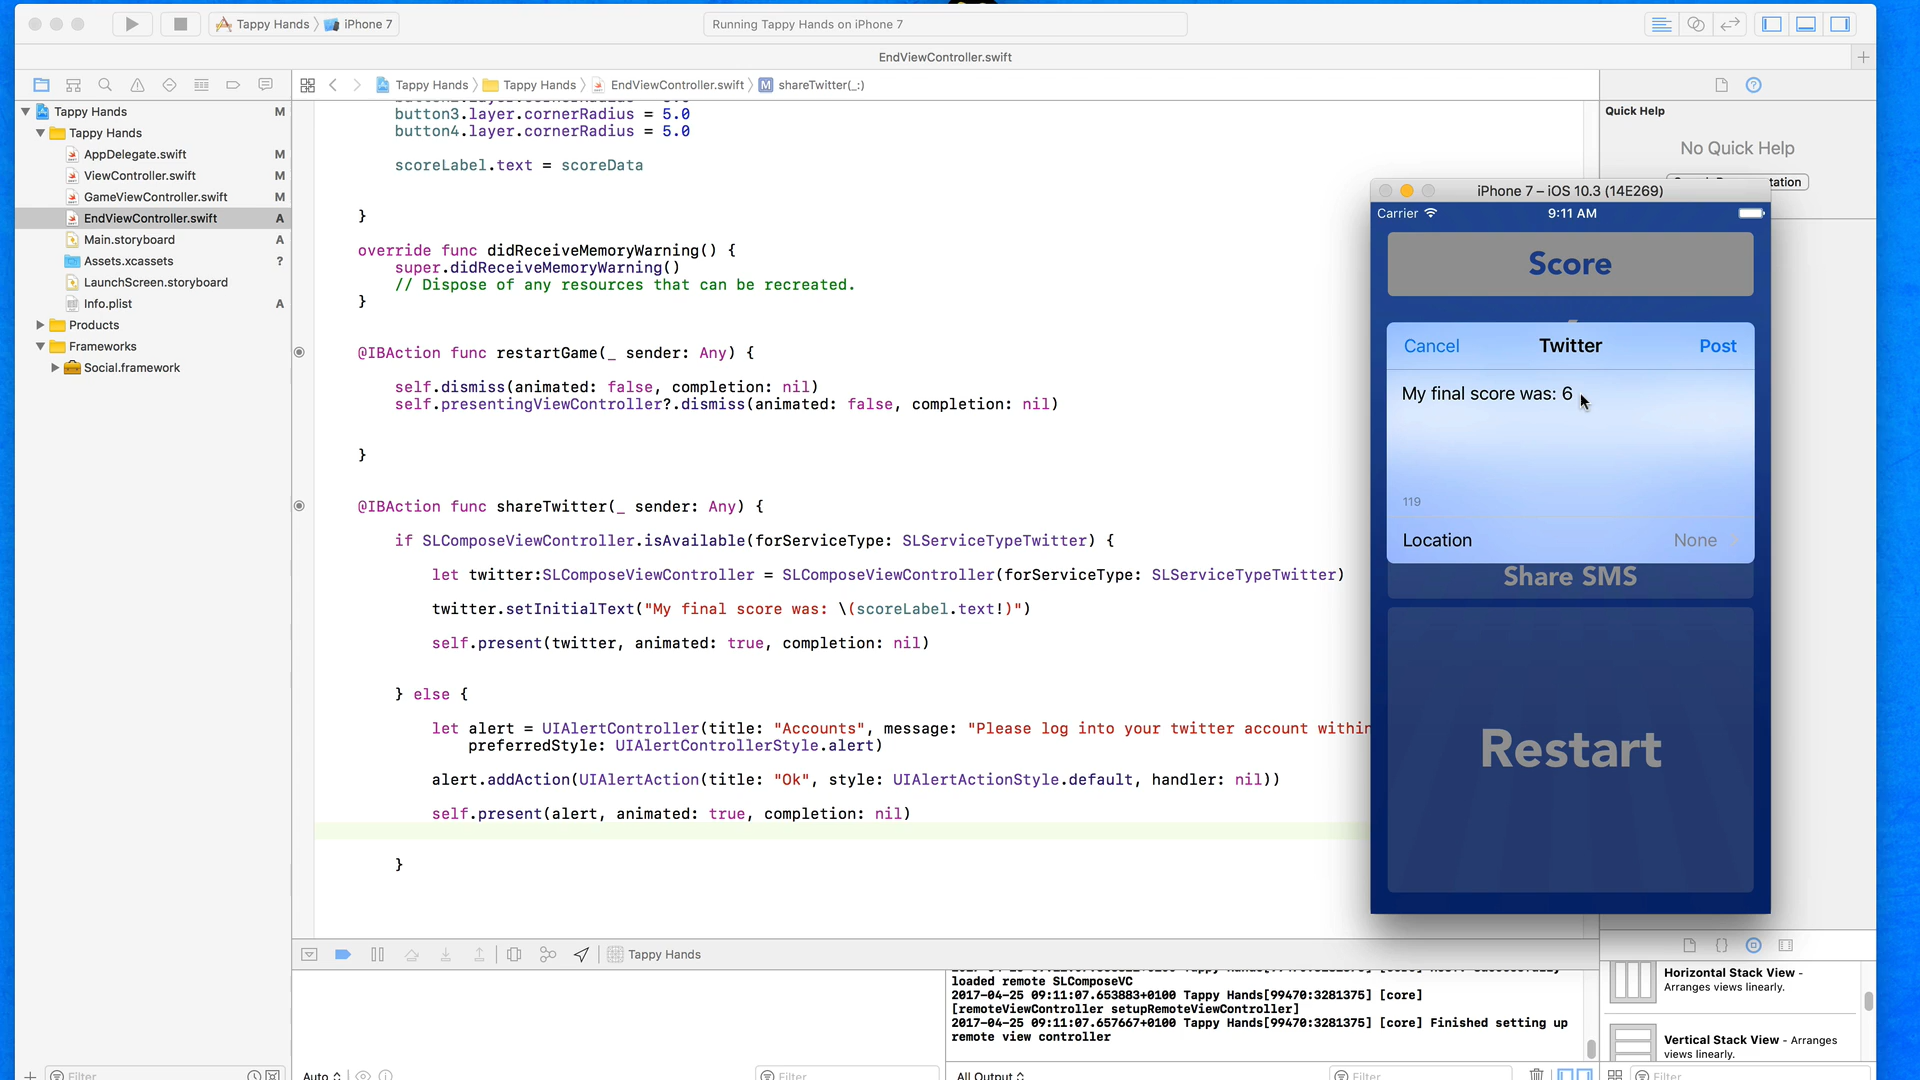 Tappy Hands
iPhone 7
Running Tappy Hands on iPhone 7
EndViewController.swift
Tappy Hands
Tappy Hands
EndViewController.swift
M
shareTwitter(_:)
Tappy Hands
M
Tappy Hands
AppDelegate.swift
M
ViewController.swift
M
GameViewController.swift
M
EndViewController.swift
A
Main.storyboard
A
Assets.xcassets
?
LaunchScreen.storyboard
Info.plist
A
Products
Frameworks
Social.framework
Filter
button3.layer.cornerRadius = 5.0
button4.layer.cornerRadius = 5.0
scoreLabel.text = scoreData
}
override func didReceiveMemoryWarning() {
super.didReceiveMemoryWarning()
// Dispose of any resources that can be recreated.
}
@IBAction func restartGame(_ sender: Any) {
self.dismiss(animated: false, completion: nil)
self.presentingViewController?.dismiss(animated: false, completion: nil)
}
@IBAction func shareTwitter(_ sender: Any) {
if SLComposeViewController.isAvailable(forServiceType: SLServiceTypeTwitter) {
let twitter:SLComposeViewController = SLComposeViewController(forServiceType: SLServiceTypeTwitter)
twitter.setInitialText("My final score was: \(scoreLabel.text!)")
self.present(twitter, animated: true, completion: nil)
} else {
let alert = UIAlertController(title: "Accounts", message: "Please log into your twitter account within
preferredStyle: UIAlertControllerStyle.alert)
alert.addAction(UIAlertAction(title: "Ok", style: UIAlertActionStyle.default, handler: nil))
self.present(alert, animated: true, completion: nil)
}
Tappy Hands
loaded remote SLComposeVC
2017-04-25 09:11:07.653883+0100 Tappy Hands[99470:3281375] [core]
[remoteViewController setupRemoteViewController]
2017-04-25 09:11:07.657667+0100 Tappy Hands[99470:3281375] [core] Finished setting up
remote view controller
Auto
Filter
All Output
Filter
Quick Help
No Quick Help
iPhone 7 – iOS 10.3 (14E269)
Carrier
9:11 AM
Score
Cancel
Twitter
Post
My final score was: 6
119
Location
None
Share SMS
Restart
Horizontal Stack View -
Arranges views linearly.
Vertical Stack View - Arranges
views linearly.
Filter